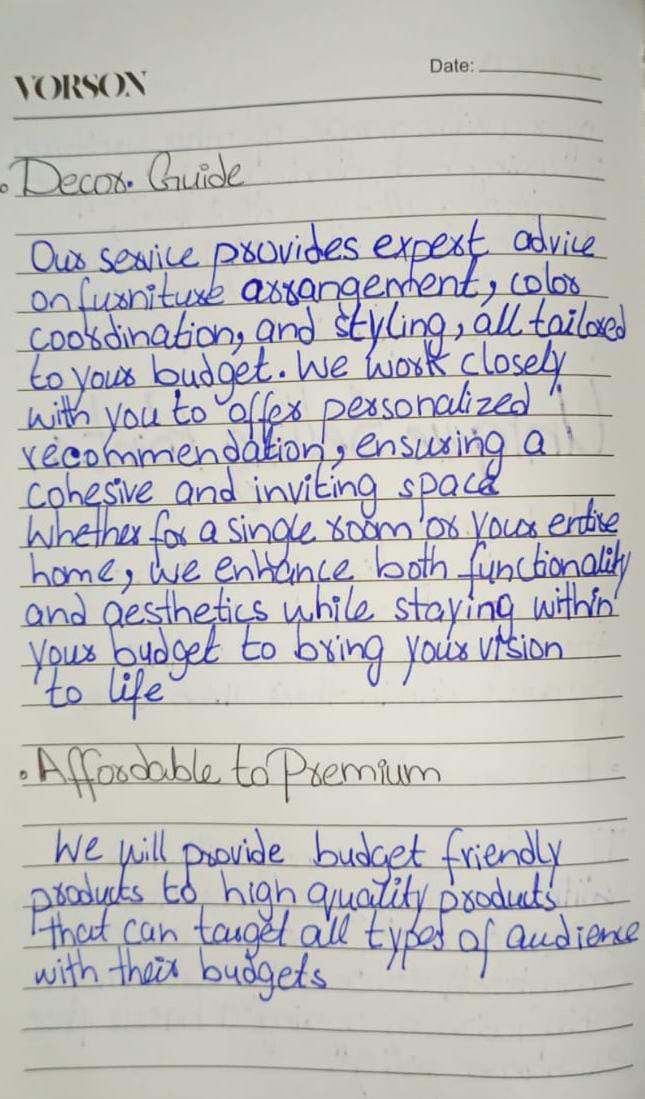 VORSON
Date:
• Decor. Guide
Our service provides expert advice
on furniture arrangement, color
coordination, and styling, all tailored
to your budget. We work closely
with you to offer personalized
recommendation, ensuring a
cohesive and inviting space
Whether for a single room or your entire
home, we enhance both functionality
and aesthetics while staying within
your budget to bring your vision
to life
• Affordable to Premium
We will provide budget friendly
products to high quality products
that can target all types of audience
with their budgets